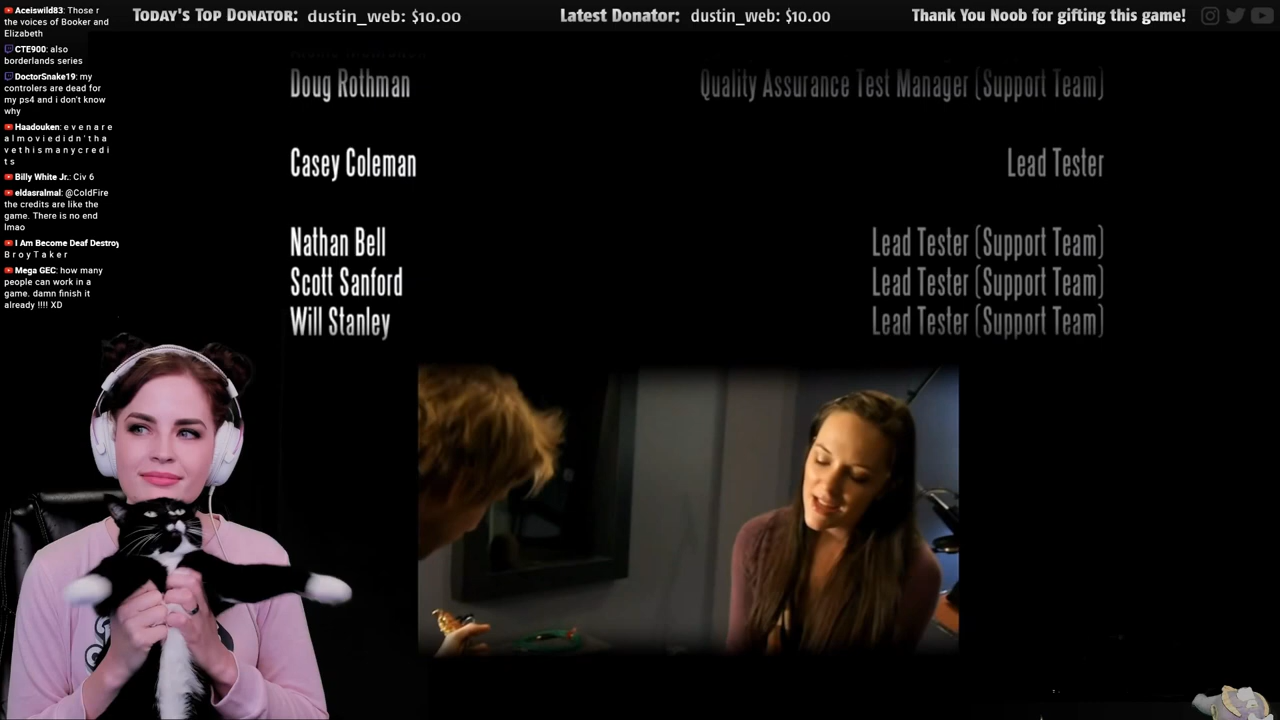 Today's Top Donator: dustin_web: $10.00
Latest Donator: dustin_web: $10.00
Thank You Noob for gifting this game!
Aceiswild83: Those r
the voices of Booker and
Elizabeth
CTE900: also
borderlands series
DoctorSnake19: my
controlers are dead for
my ps4 and i don't know
why
Haadouken: e v e n a r e
a l m o v i e d i d n ' t h a
v e t h i s m a n y c r e d i
t s
Billy White Jr.: Civ 6
eldasralmal: @ColdFire
the credits are like the
game. There is no end
lmao
I Am Become Deaf Destroy
B r o y T a k e r
Mega GEC: how many
people can work in a
game. damn finish it
already !!!! XD
Doug Rothman Quality Assurance Test Manager (Support Team)
Casey Coleman Lead Tester
Nathan Bell Lead Tester (Support Team)
Scott Sanford Lead Tester (Support Team)
Will Stanley Lead Tester (Support Team)